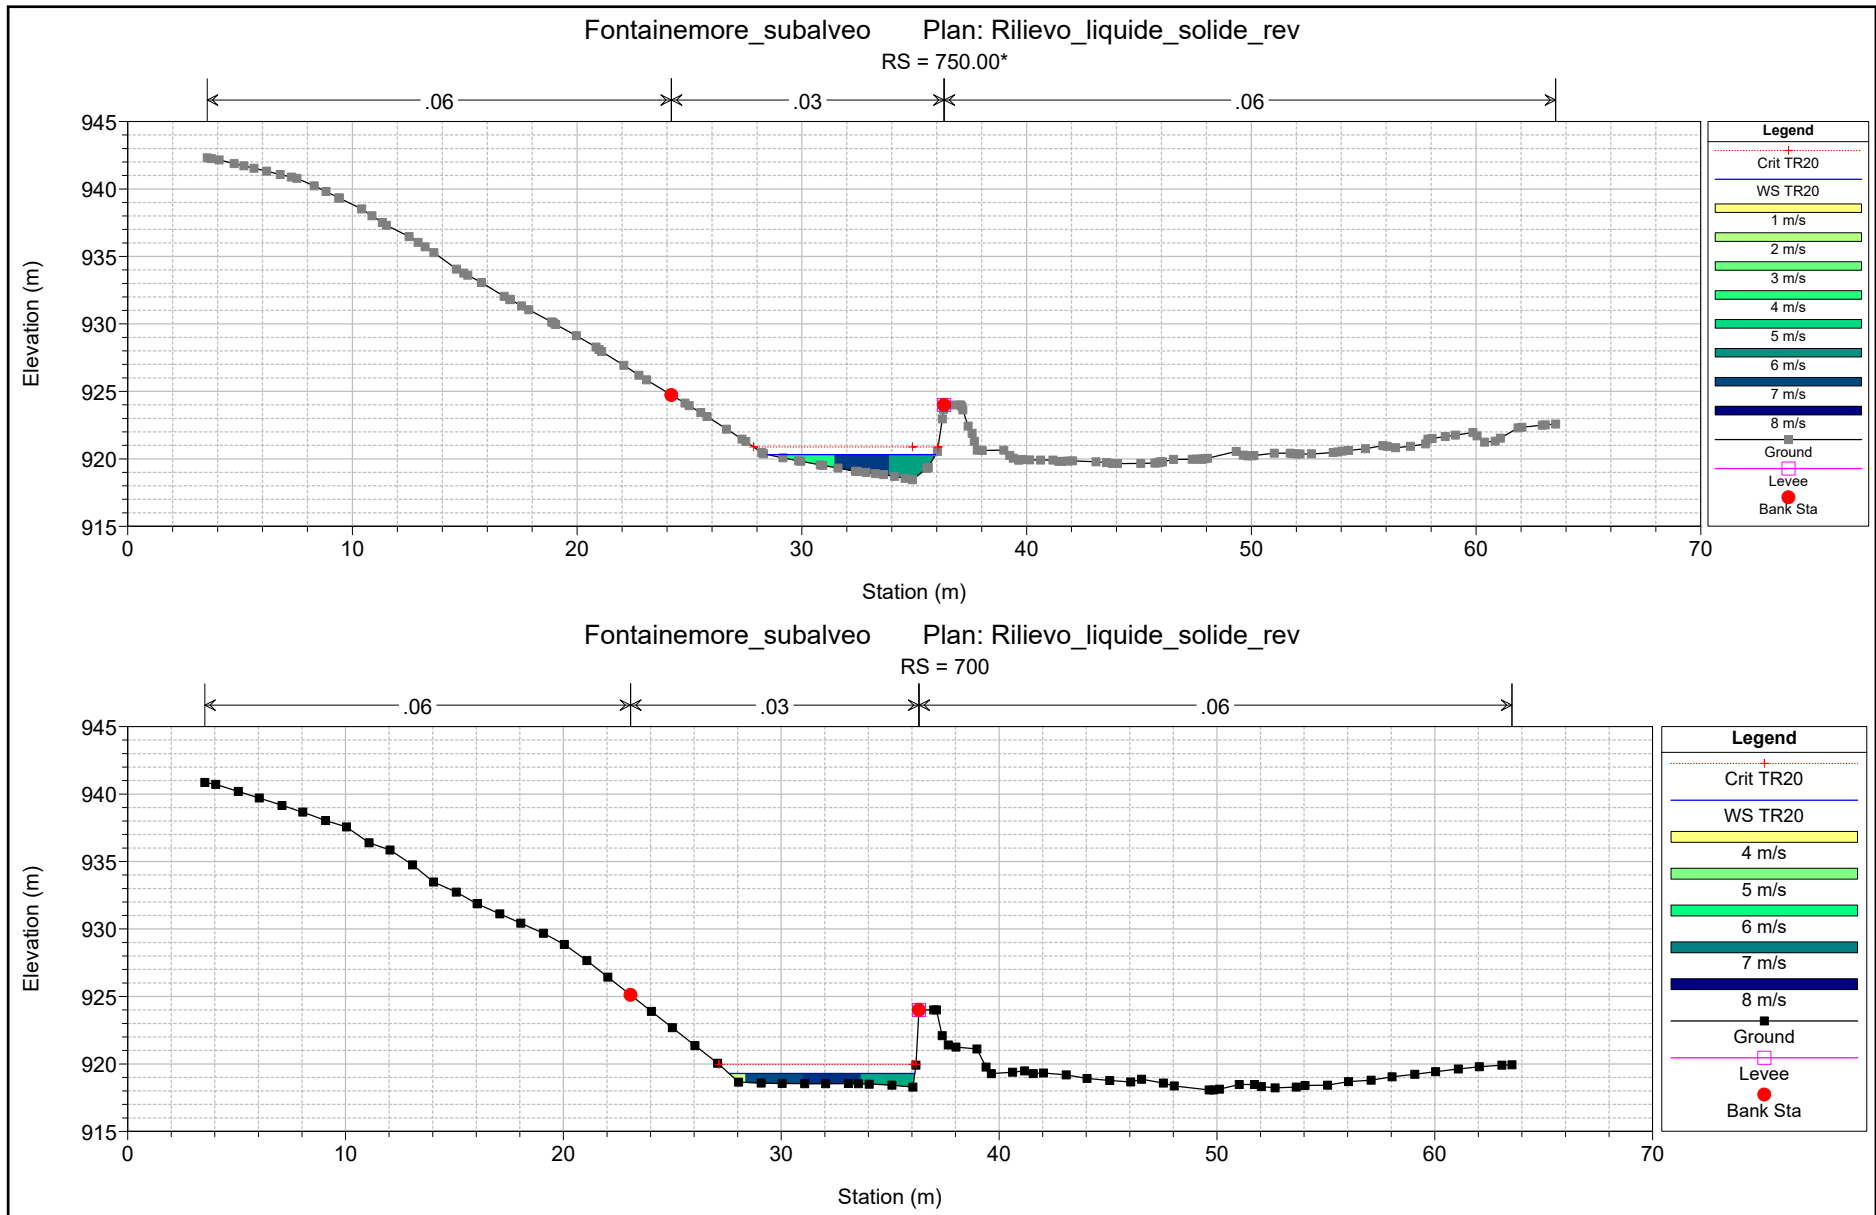 Fontainemore_subalveo Plan: Rilievo_liquide_solide_rev
RS = 750.00*
.06 .03 .06
945
940
935
930
925
920
915
Elevation (m)
0 10 20 30 40 50 60 70
Station (m)
Legend
Crit TR20
WS TR20
1 m/s
2 m/s
3 m/s
4 m/s
5 m/s
6 m/s
7 m/s
8 m/s
Ground
Levee
Bank Sta
Fontainemore_subalveo Plan: Rilievo_liquide_solide_rev
RS = 700
.06 .03 .06
945
940
935
930
925
920
915
Elevation (m)
0 10 20 30 40 50 60 70
Station (m)
Legend
Crit TR20
WS TR20
4 m/s
5 m/s
6 m/s
7 m/s
8 m/s
Ground
Levee
Bank Sta